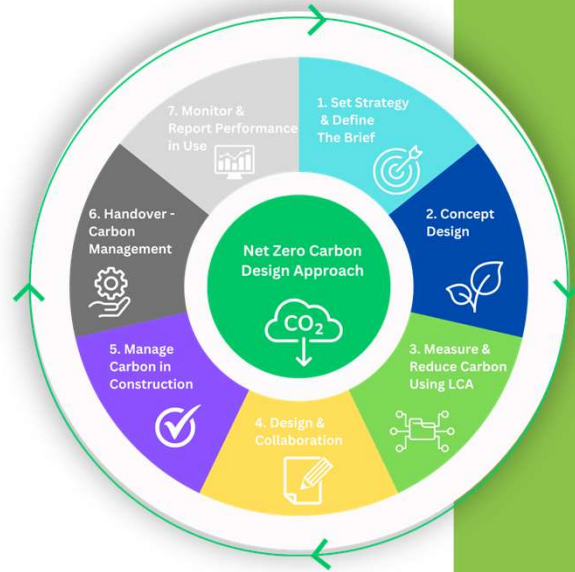 1. Set Strategy
& Define
The Brief
2. Concept
Design
3. Measure &
Reduce Carbon
Using LCA
4. Design &
Collaboration
5. Manage
Carbon in
Construction
6. Handover -
Carbon
Management
7. Monitor &
Report Performance
in Use
Net Zero Carbon
Design Approach
CO₂